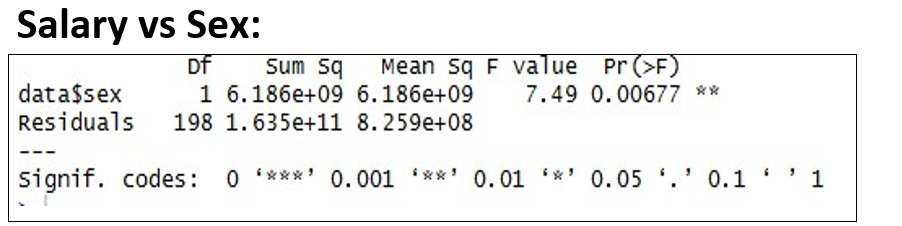 Salary vs Sex:
Df Sum Sq Mean Sq F value Pr(>F)
data$sex 1 6.186e+09 6.186e+09 7.49 0.00677 **
Residuals 198 1.635e+11 8.259e+08
---
Signif. codes: 0 ‘***’ 0.001 ‘**’ 0.01 ‘*’ 0.05 ‘.’ 0.1 ‘ ’ 1